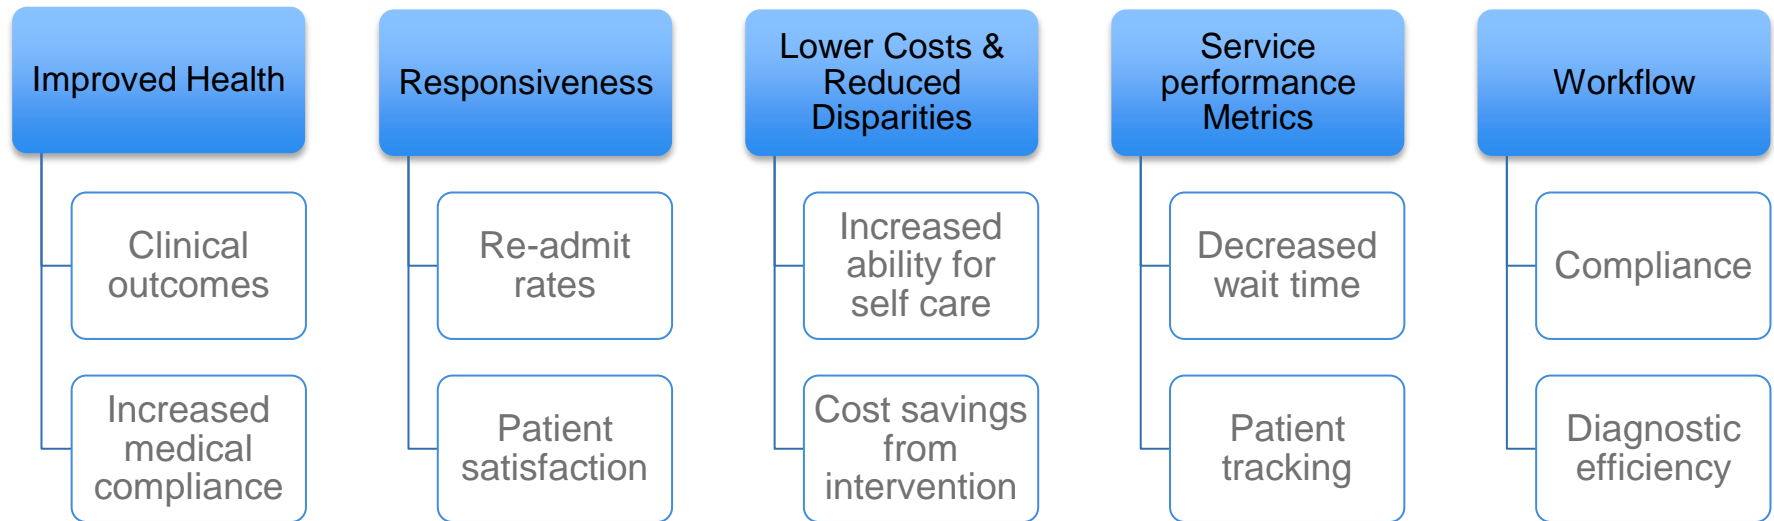 Improved Health
Clinical
outcomes
Increased
medical
compliance
Responsiveness
Re-admit
rates
Patient
satisfaction
Lower Costs &
Reduced
Disparities
Increased
ability for
self care
Cost savings
from
intervention
Service
performance
Metrics
Decreased
wait time
Patient
tracking
Workflow
Compliance
Diagnostic
efficiency